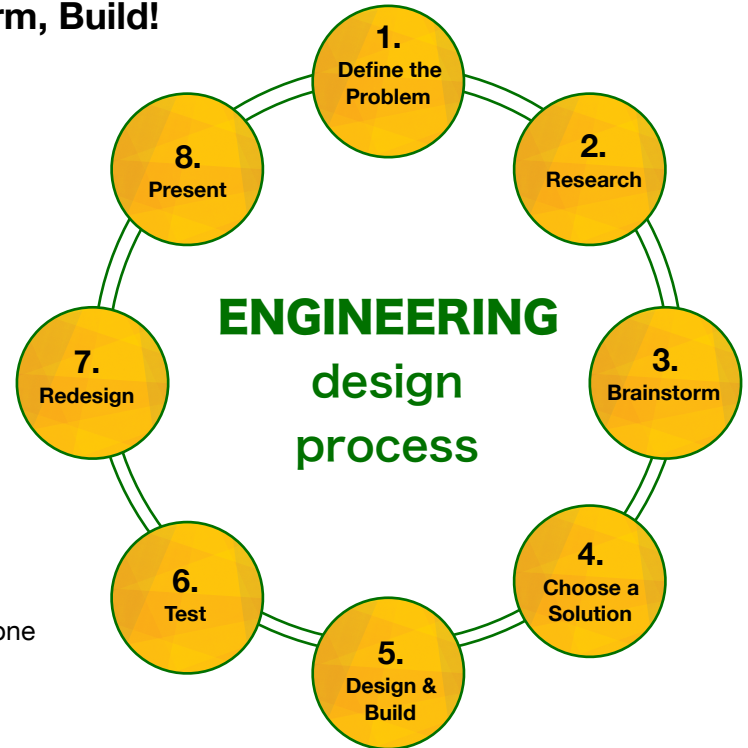 rm, Build!
1.
Define the
Problem
2.
Research
3.
Brainstorm
4.
Choose a
Solution
5.
Design &
Build
6.
Test
7.
Redesign
8.
Present
ENGINEERING
design
process
one